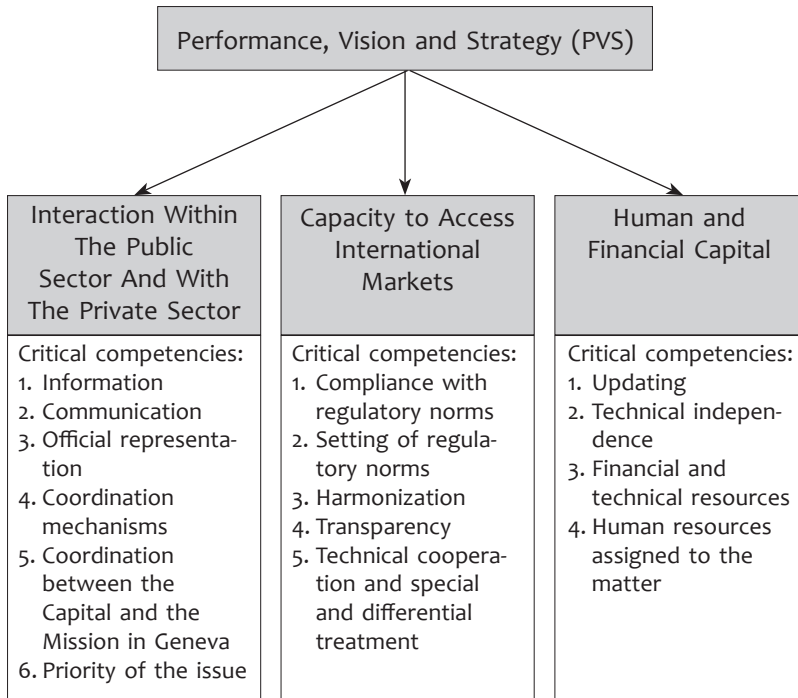 Performance, Vision and Strategy (PVS)
Interaction Within
The Public
Sector And With
The Private Sector
Critical competencies:
1. Information
2. Communication
3. Official representa-
tion
4. Coordination
mechanisms
5. Coordination
between the
Capital and the
Mission in Geneva
6. Priority of the issue
Capacity to Access
International
Markets
Critical competencies:
1. Compliance with
regulatory norms
2. Setting of regula-
tory norms
3. Harmonization
4. Transparency
5. Technical coopera-
tion and special
and differential
treatment
Human and
Financial Capital
Critical competencies:
1. Updating
2. Technical indepen-
dence
3. Financial and
technical resources
4. Human resources
assigned to the
matter